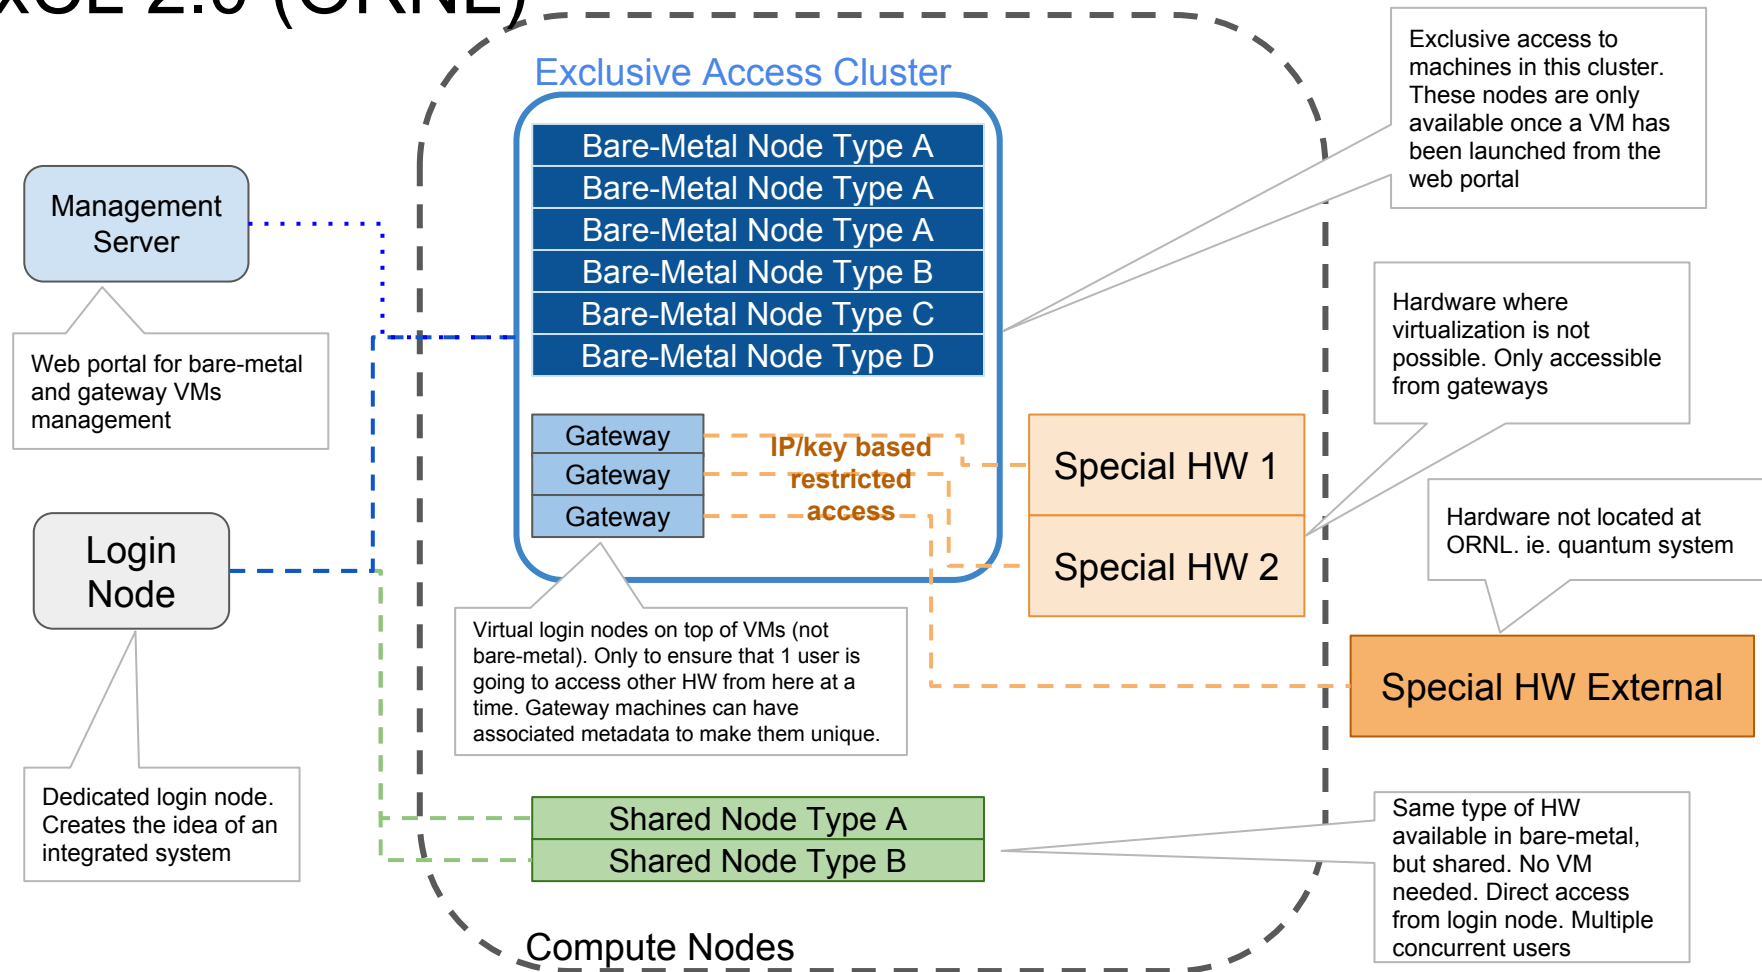 2.0 (ORNL)
Exclusive Access Cluster
Bare-Metal Node Type A
Bare-Metal Node Type A
Bare-Metal Node Type A
Bare-Metal Node Type B
Bare-Metal Node Type C
Bare-Metal Node Type D
Gateway
Gateway
Gateway
IP/key based
restricted
access
Management
Server
Web portal for bare-metal
and gateway VMs
management
Login
Node
Dedicated login node.
Creates the idea of an
integrated system
Virtual login nodes on top of VMs (not
bare-metal). Only to ensure that 1 user is
going to access other HW from here at a
time. Gateway machines can have
associated metadata to make them unique.
Shared Node Type A
Shared Node Type B
Compute Nodes
Special HW 1
Special HW 2
Special HW External
Exclusive access to
machines in this cluster.
These nodes are only
available once a VM has
been launched from the
web portal
Hardware where
virtualization is not
possible. Only accessible
from gateways
Hardware not located at
ORNL. ie. quantum system
Same type of HW
available in bare-metal,
but shared. No VM
needed. Direct access
from login node. Multiple
concurrent users